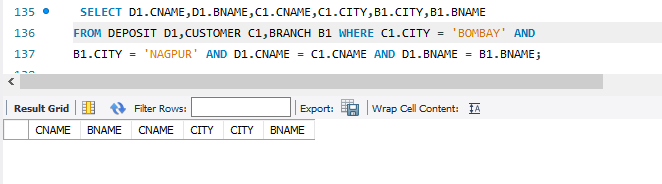 135 SELECT D1.CNAME,D1.BNAME,C1.CNAME,C1.CITY,B1.CITY,B1.BNAME
136 FROM DEPOSIT D1,CUSTOMER C1,BRANCH B1 WHERE C1.CITY = 'BOMBAY' AND
137 B1.CITY = 'NAGPUR' AND D1.CNAME = C1.CNAME AND D1.BNAME = B1.BNAME;
Result Grid Filter Rows: Export: Wrap Cell Content: IA
CNAME BNAME CNAME CITY CITY BNAME